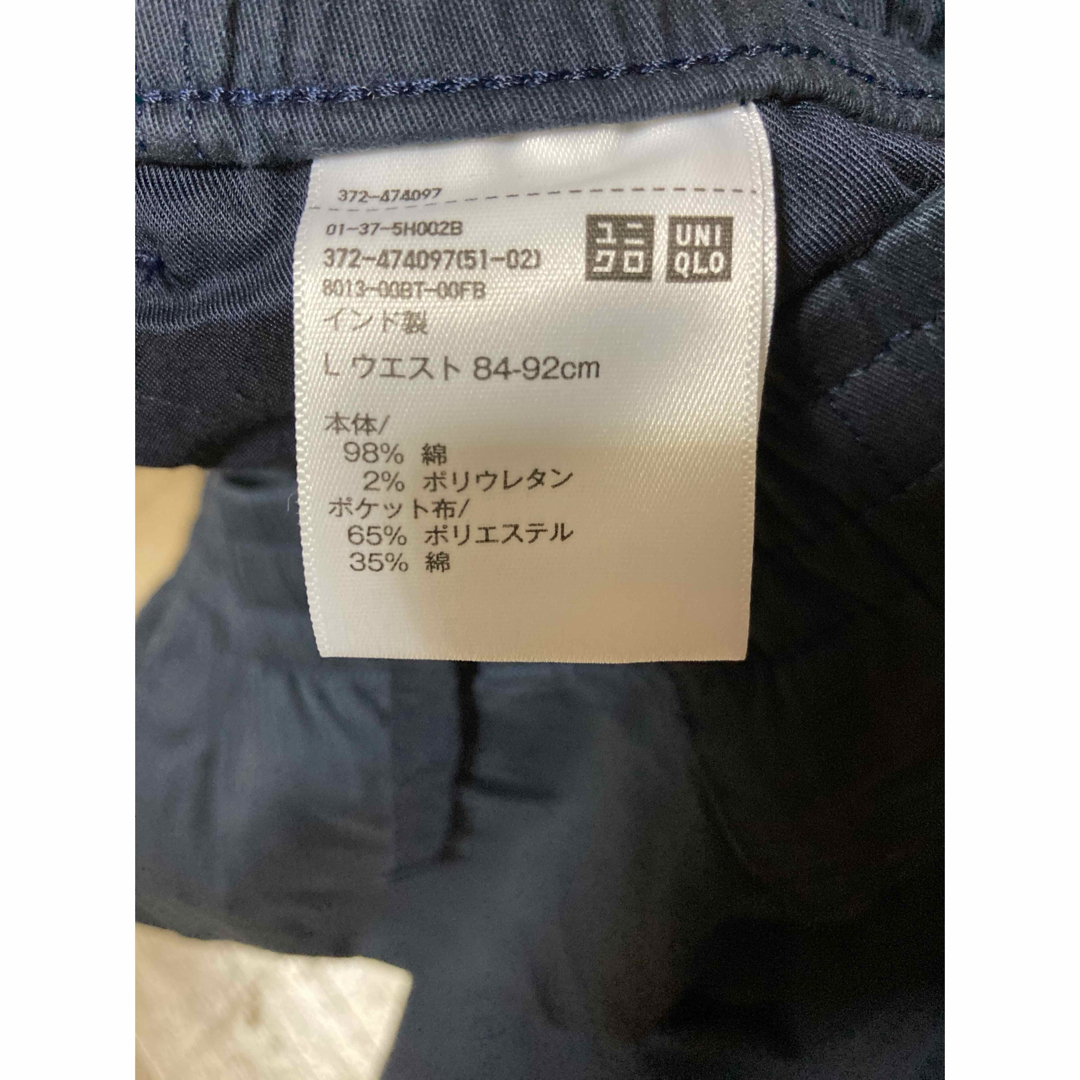 372-474097
01-37-5H002B
372-474097(51-02)
8013-00BT-00FB
ユニ
クロ
UNI
QLO
インド製
L ウエスト 84-92cm
本体/
98% 綿
2% ポリウレタン
ポケット布/
65% ポリエステル
35% 綿